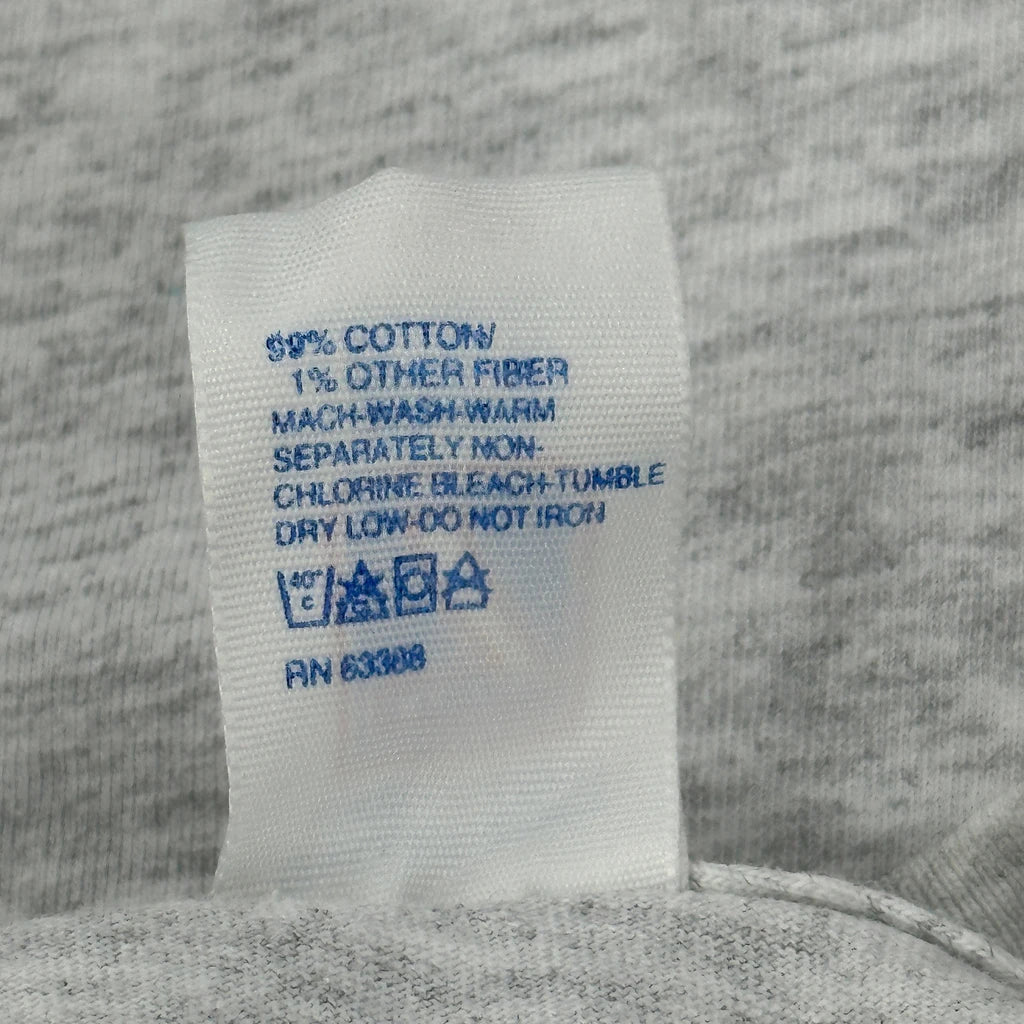 99% COTTON/
1% OTHER FIBER
MACH-WASH-WARM
SEPARATELY NON-
CHLORINE BLEACH-TUMBLE
DRY LOW-DO NOT IRON
40°
C
RN 63388